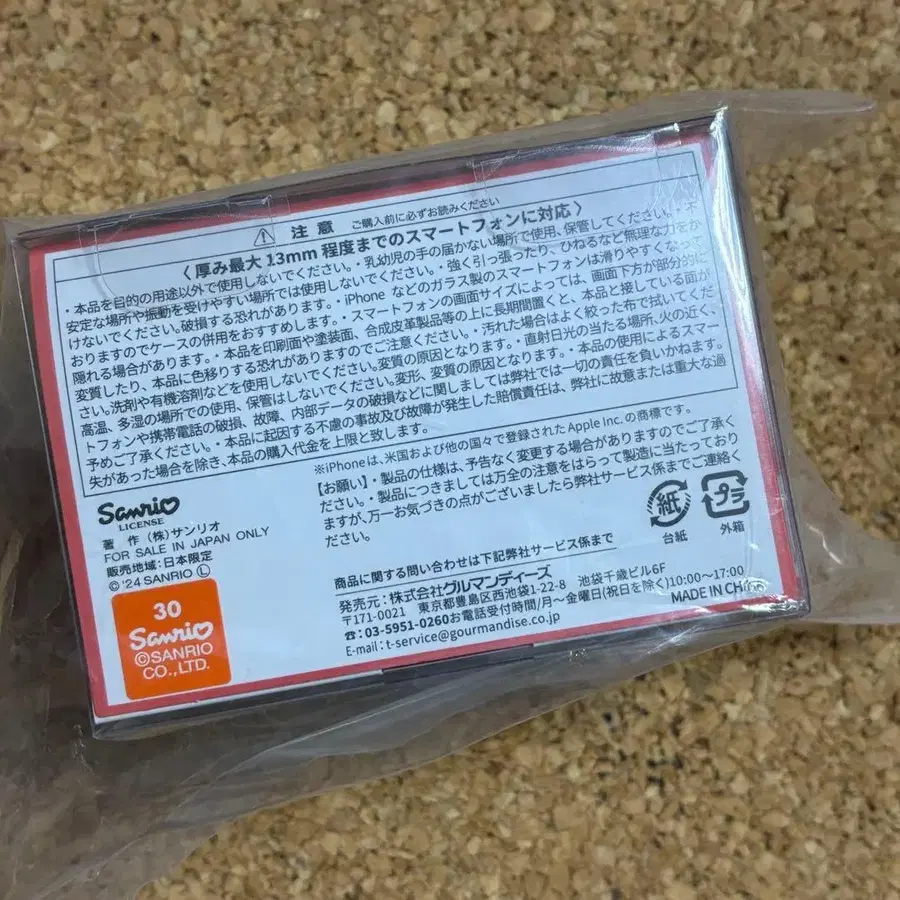 注意 ご購入前に必ずお読みください
〈 厚み最大 13mm 程度までのスマートフォンに対応 〉
・本品を目的の用途以外で使用しないでください。・乳幼児の手の届かない場所で使用、保管してください。・不
安定な場所や振動を受けやすい場所では使用しないでください。・強く引っ張ったり、ひねるなど無理な力をか
けないでください。破損する恐れがあります。・iPhone などのガラス製のスマートフォンは滑りやすくなって
おりますのでケースの併用をおすすめします。・スマートフォンの画面サイズによっては、画面下方が部分的に
隠れる場合があります。・本品を印刷面や塗装面、合成皮革製品等の上に長期間置くと、本品と接している面が
変質したり、本品に色移りする恐れがありますのでご注意ください。・汚れた場合はよく絞った布で拭いてくだ
さい。洗剤や有機溶剤などを使用しないでください。変質の原因となります。・直射日光の当たる場所、火の近く、
高温、多湿の場所での使用、保管はしないでください。変形、変質の原因となります。・本品の使用によるスマー
トフォンや携帯電話の破損、故障、内部データの破損などに関しましては弊社では一切の責任を負いかねます。
予めご了承ください。・本品に起因する不慮の事故及び故障が発生した賠償責任は、弊社に故意または重大な過
失があった場合を除き、本品の購入代金を上限と致します。
※iPhoneは、米国および他の国々で登録された Apple Inc. の商標です。
【お願い】・製品の仕様は、予告なく変更する場合がありますのでご了承く
ださい。・製品につきましては万全の注意をはらって製造に当たっており
ますが、万一お気づきの点がございましたら弊社サービス係までご連絡く
ださい。
紙
台紙
プラ
外箱
Sanrio
LICENSE
著 作 (株)サンリオ
FOR SALE IN JAPAN ONLY
販売地域:日本限定
© '24 SANRIO Ⓛ
30
Sanrio
©SANRIO
CO.,LTD.
商品に関する問い合わせは下記弊社サービス係まで
発売元:株式会社グルマンディーズ
〒171-0021 東京都豊島区西池袋1-22-8 池袋千歳ビル6F
☎:03-5951-0260お電話受付時間/月〜金曜日(祝日を除く)10:00〜17:00
E-mail:t-service@gourmandise.co.jp
MADE IN CHINA